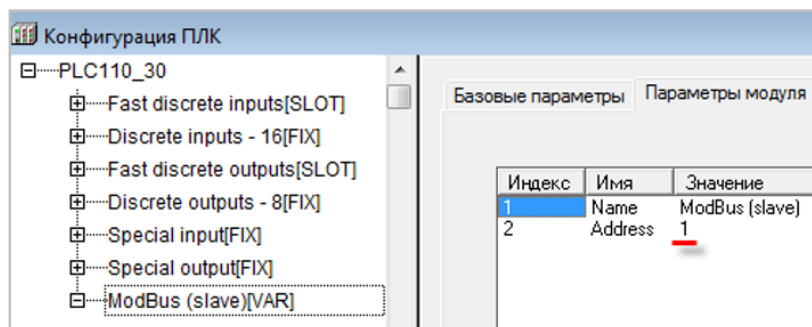 Конфигурация ПЛК
PLC110_30
Fast discrete inputs[SLOT]
Discrete inputs - 16[FIX]
Fast discrete outputs[SLOT]
Discrete outputs - 8[FIX]
Special input[FIX]
Special output[FIX]
ModBus (slave)[VAR]
Базовые параметры Параметры модуля
Индекс Имя Значение
1 Name ModBus (slave)
2 Address 1